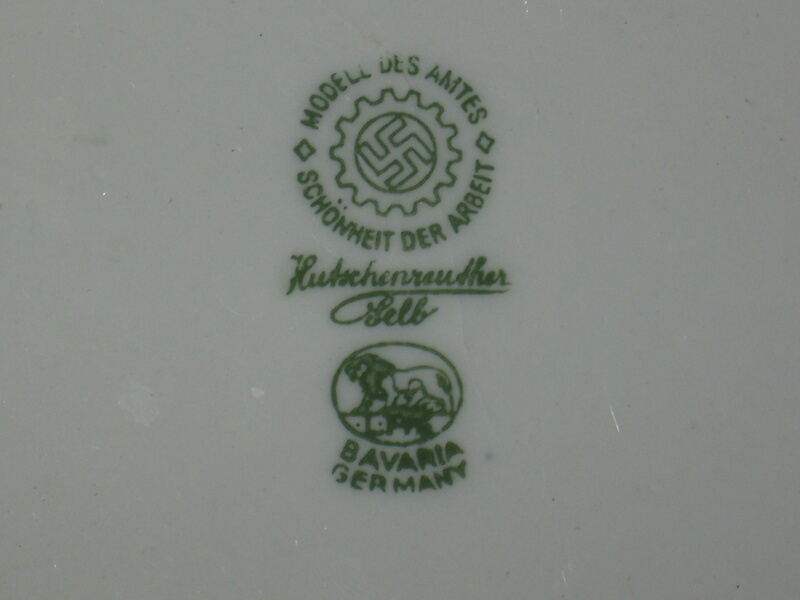 MODELL DES AMTES
SCHÖNHEIT DER ARBEIT
Hutschenreuther
Selb
BAVARIA
GERMANY